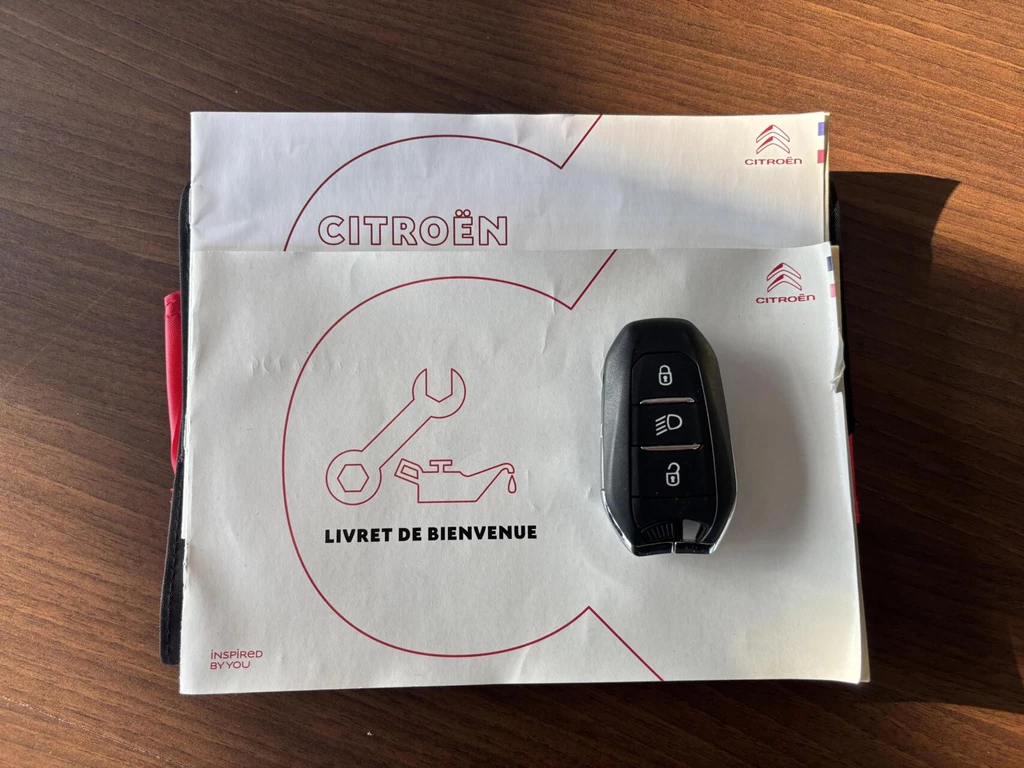 CITROËN
CITROËN
CITROËN
LIVRET DE BIENVENUE
INSPIRED
BY YOU